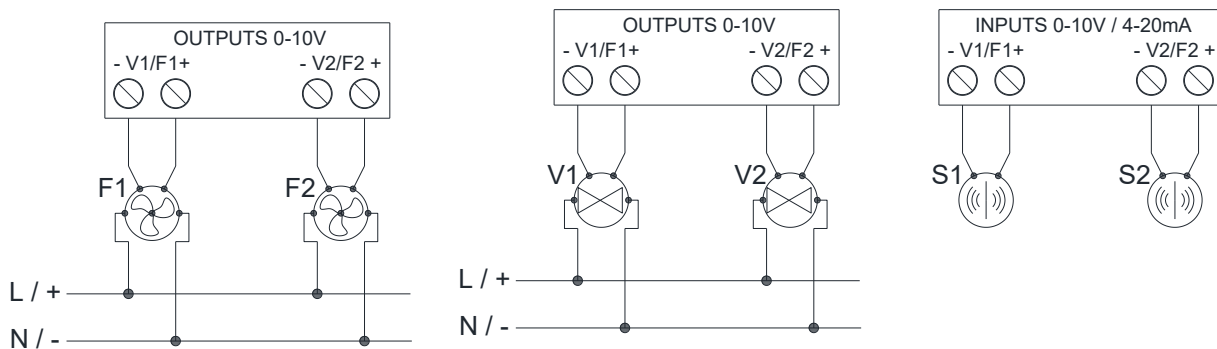 OUTPUTS 0-10V
- V1/F1+ - V2/F2 +
F1 F2
L / +
N / -
OUTPUTS 0-10V
- V1/F1+ - V2/F2 +
V1 V2
L / +
N / -
INPUTS 0-10V / 4-20mA
- V1/F1+ - V2/F2 +
S1 S2